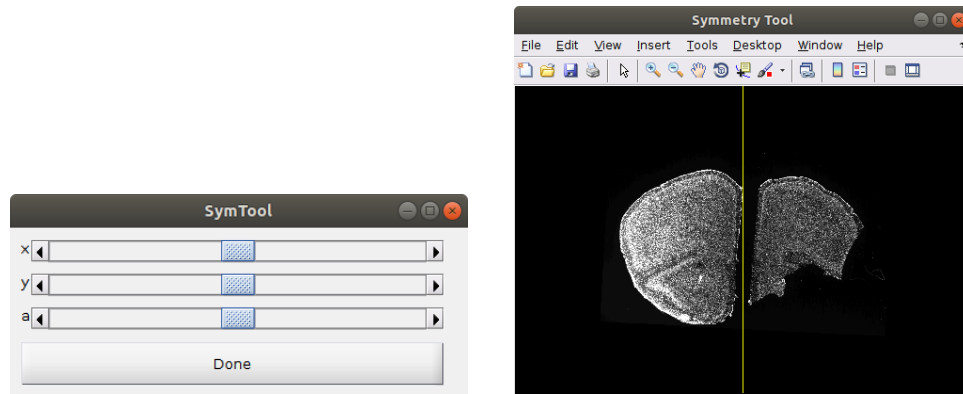 SymTool
x
y
a
Done
Symmetry Tool
File Edit View Insert Tools Desktop Window Help